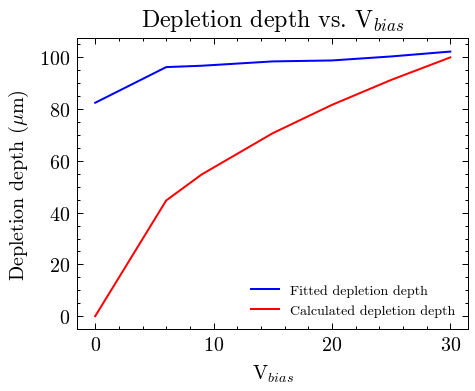 Depletion depth vs. V_bias
Depletion depth (μm)
100
80
60
40
20
0
Fitted depletion depth
Calculated depletion depth
0 10 20 30
V_bias